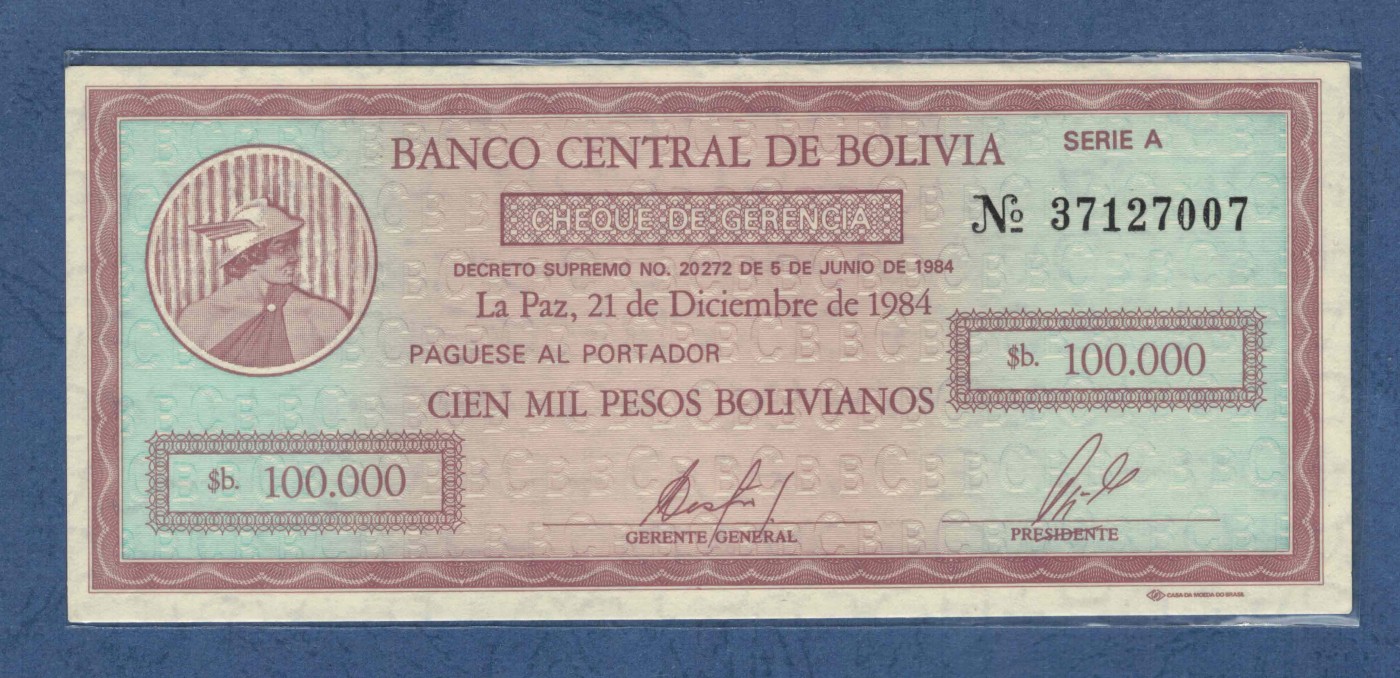 BANCO CENTRAL DE BOLIVIA
SERIE A
CHEQUE DE GERENCIA
Nº 37127007
DECRETO SUPREMO NO. 20272 DE 5 DE JUNIO DE 1984
La Paz, 21 de Diciembre de 1984
PAGUESE AL PORTADOR
$b. 100.000
CIEN MIL PESOS BOLIVIANOS
$b. 100.000
GERENTE GENERAL
PRESIDENTE
CASA DA MOEDA DO BRASIL